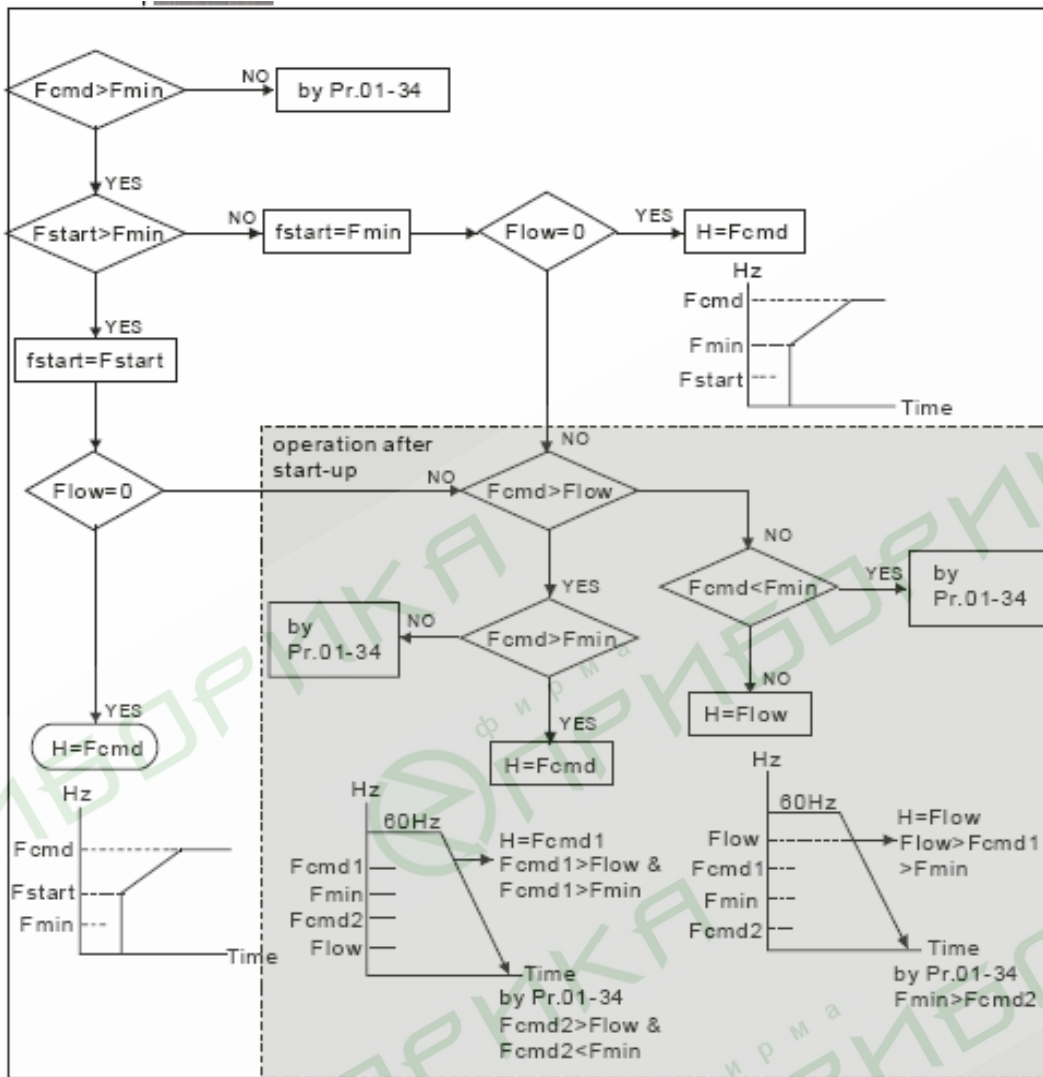 Fcmd>Fmin
NO
by Pr.01-34
YES
Fstart>Fmin
NO
fstart=Fmin
Flow=0
YES
H=Fcmd
Hz
Fcmd
Fmin
Fstart
Time
YES
fstart=Fstart
NO
operation after
start-up
Flow=0
NO
Fcmd>Flow
NO
YES
Fcmd<Fmin
YES
by
Pr.01-34
by
Pr.01-34
NO
Fcmd>Fmin
NO
H=Flow
YES
H=Fcmd
YES
H=Fcmd
Hz
Fcmd
Fstart
Fmin
Time
Hz
60Hz
Fcmd1
Fmin
Fcmd2
Flow
H=Fcmd1
Fcmd1>Flow &
Fcmd1>Fmin
Time
by Pr.01-34
Fcmd2>Flow &
Fcmd2<Fmin
Hz
60Hz
Flow
Fcmd1
Fmin
Fcmd2
H=Flow
Flow>Fcmd1
>Fmin
Time
by Pr.01-34
Fmin>Fcmd2
фирма
ПРИБОРИКА